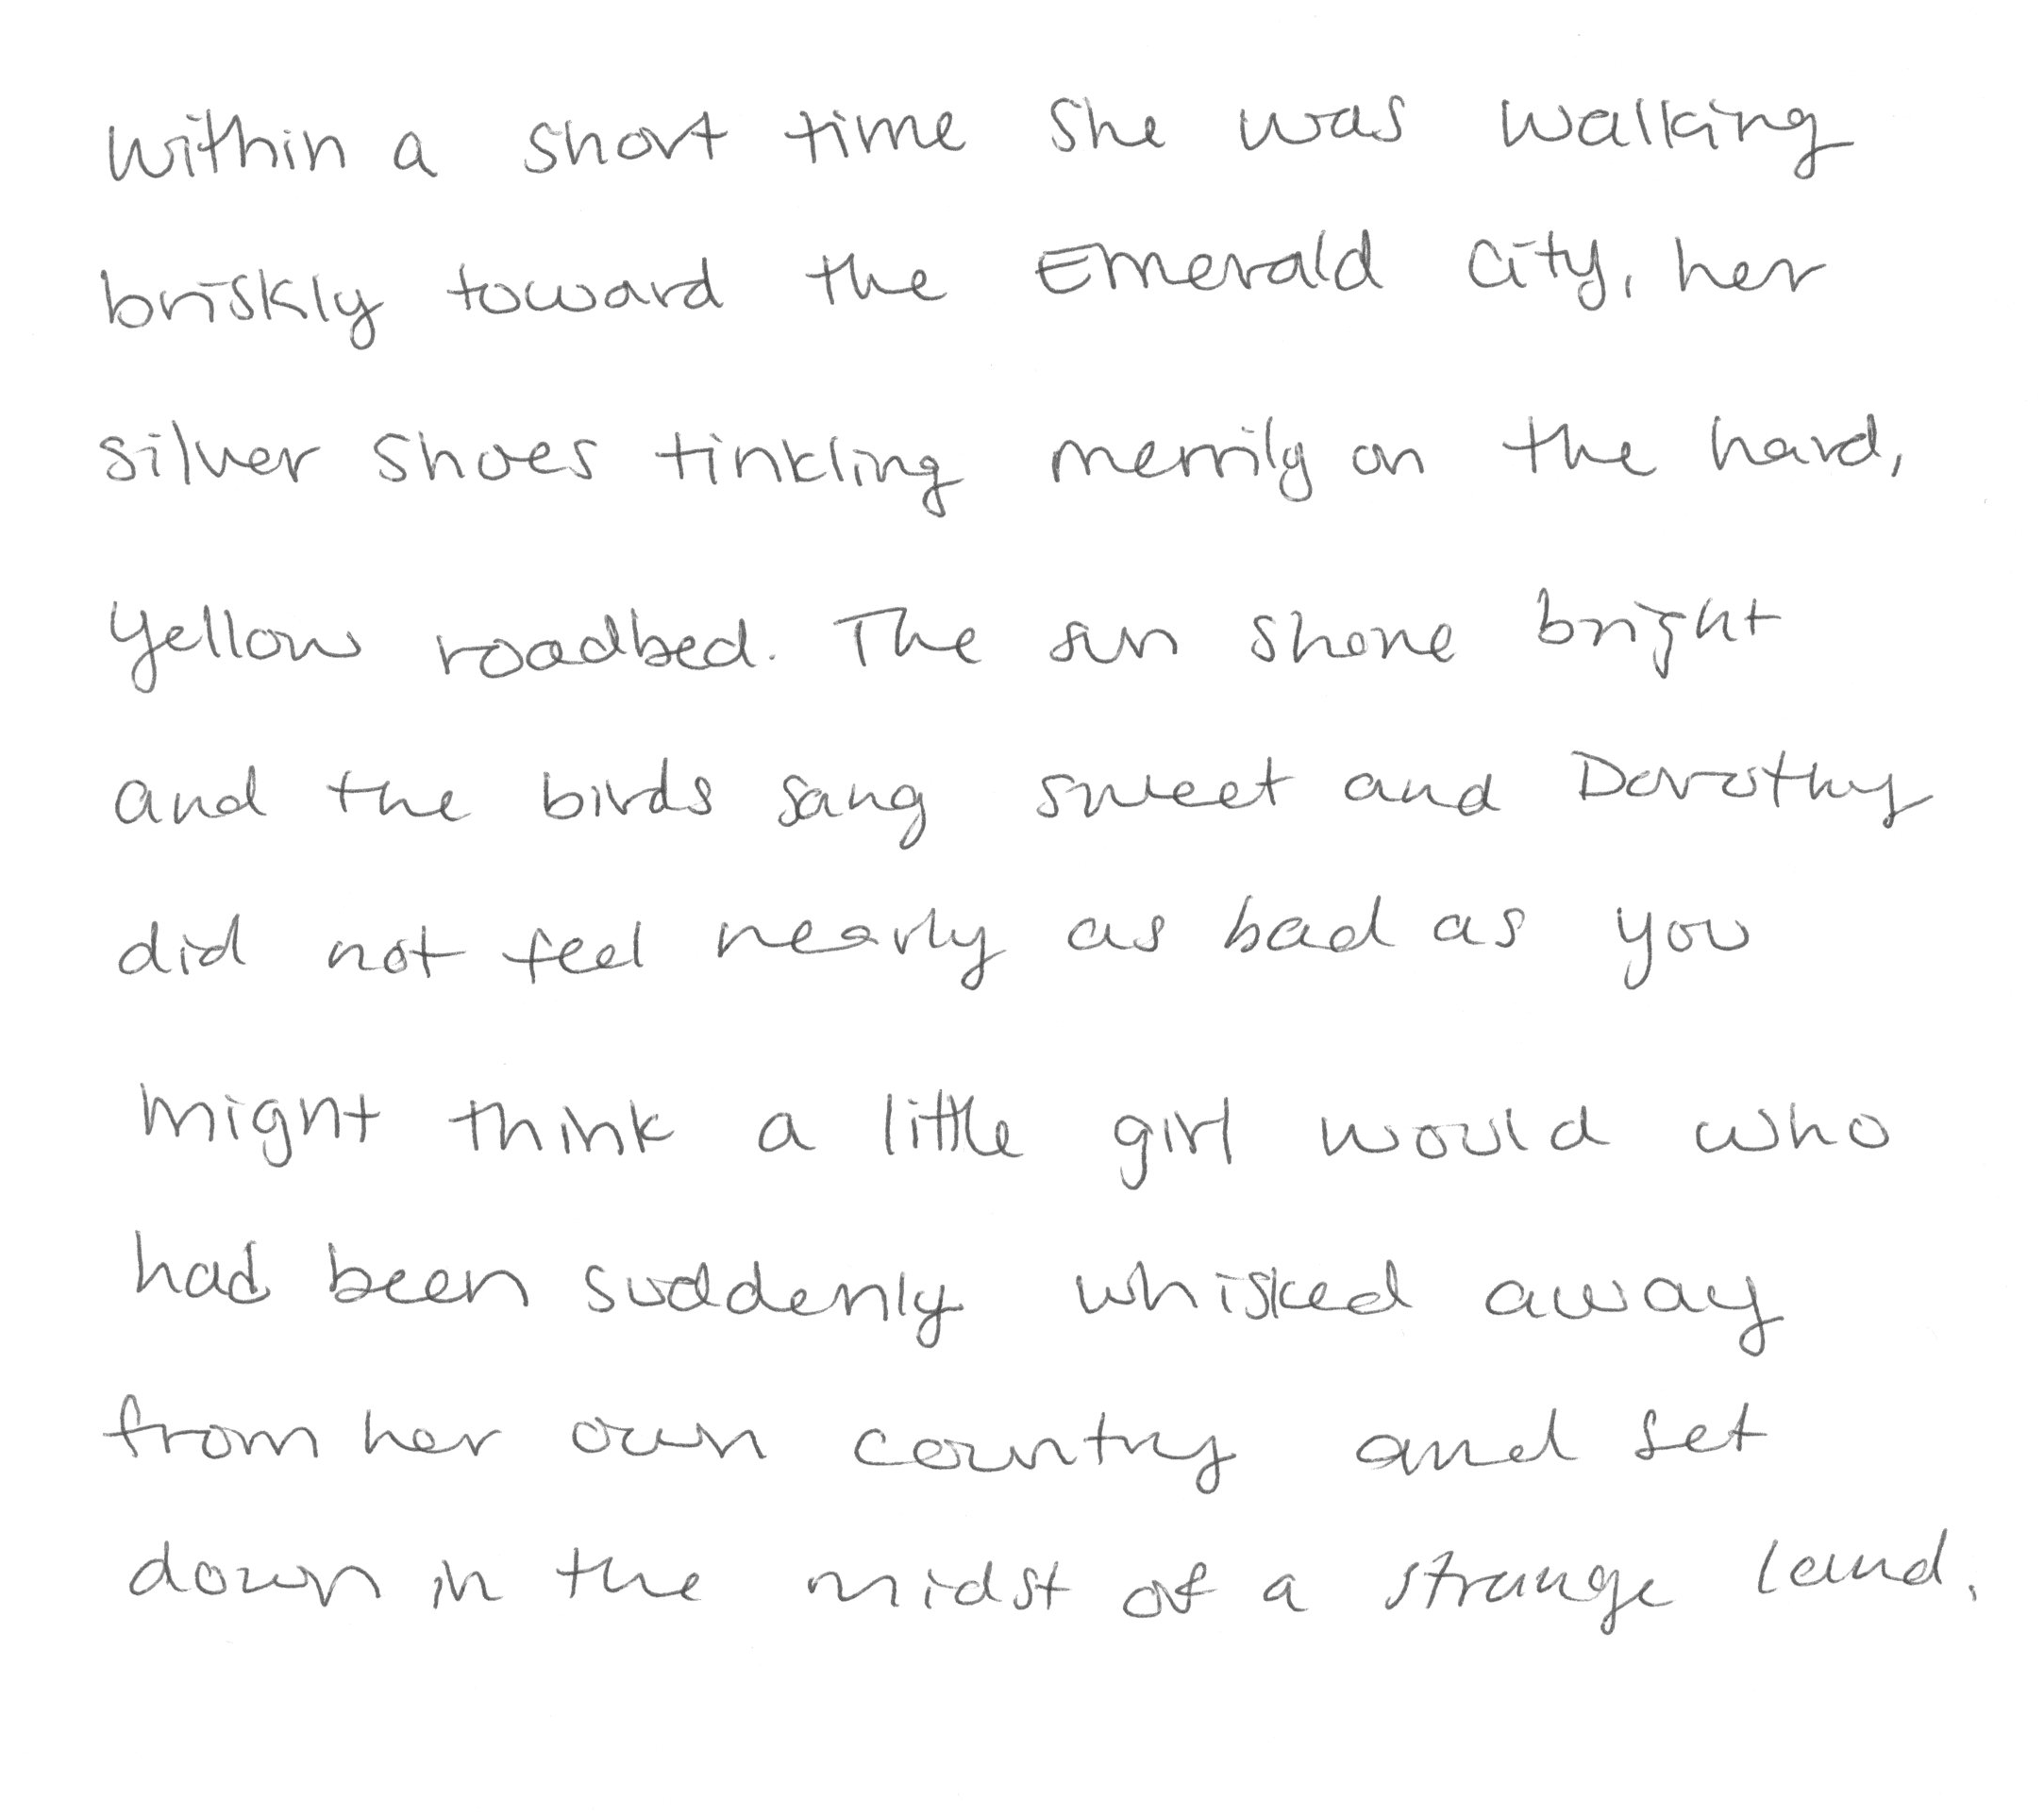 Within a short time she was walking
briskly toward the Emerald City, her
silver shoes tinkling merrily on the hard,
yellow roadbed. The sun shone bright
and the birds sang sweet and Dorothy
did not feel nearly as bad as you
might think a little girl would who
had been suddenly whisked away
from her own country and set
down in the midst of a strange land.